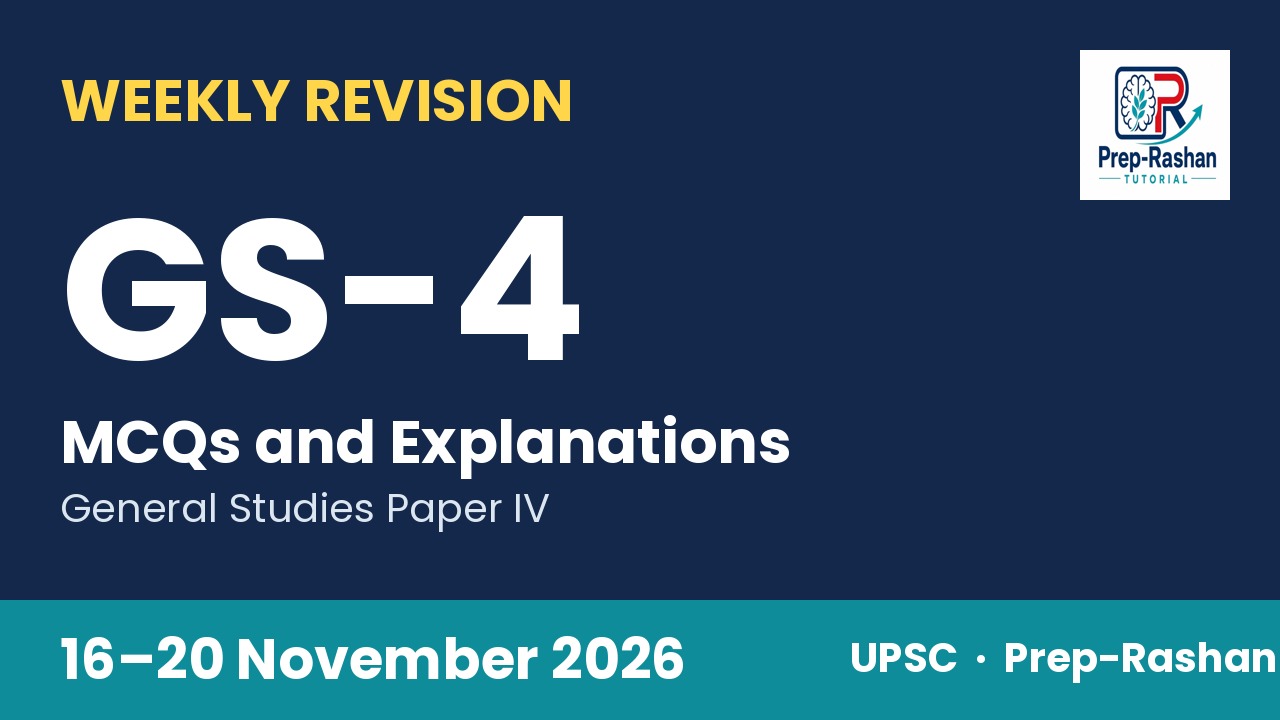 WEEKLY REVISION
PR
Prep-Rashan
TUTORIAL
GS-4
MCQs and Explanations
General Studies Paper IV
16–20 November 2026
UPSC · Prep-Rashan